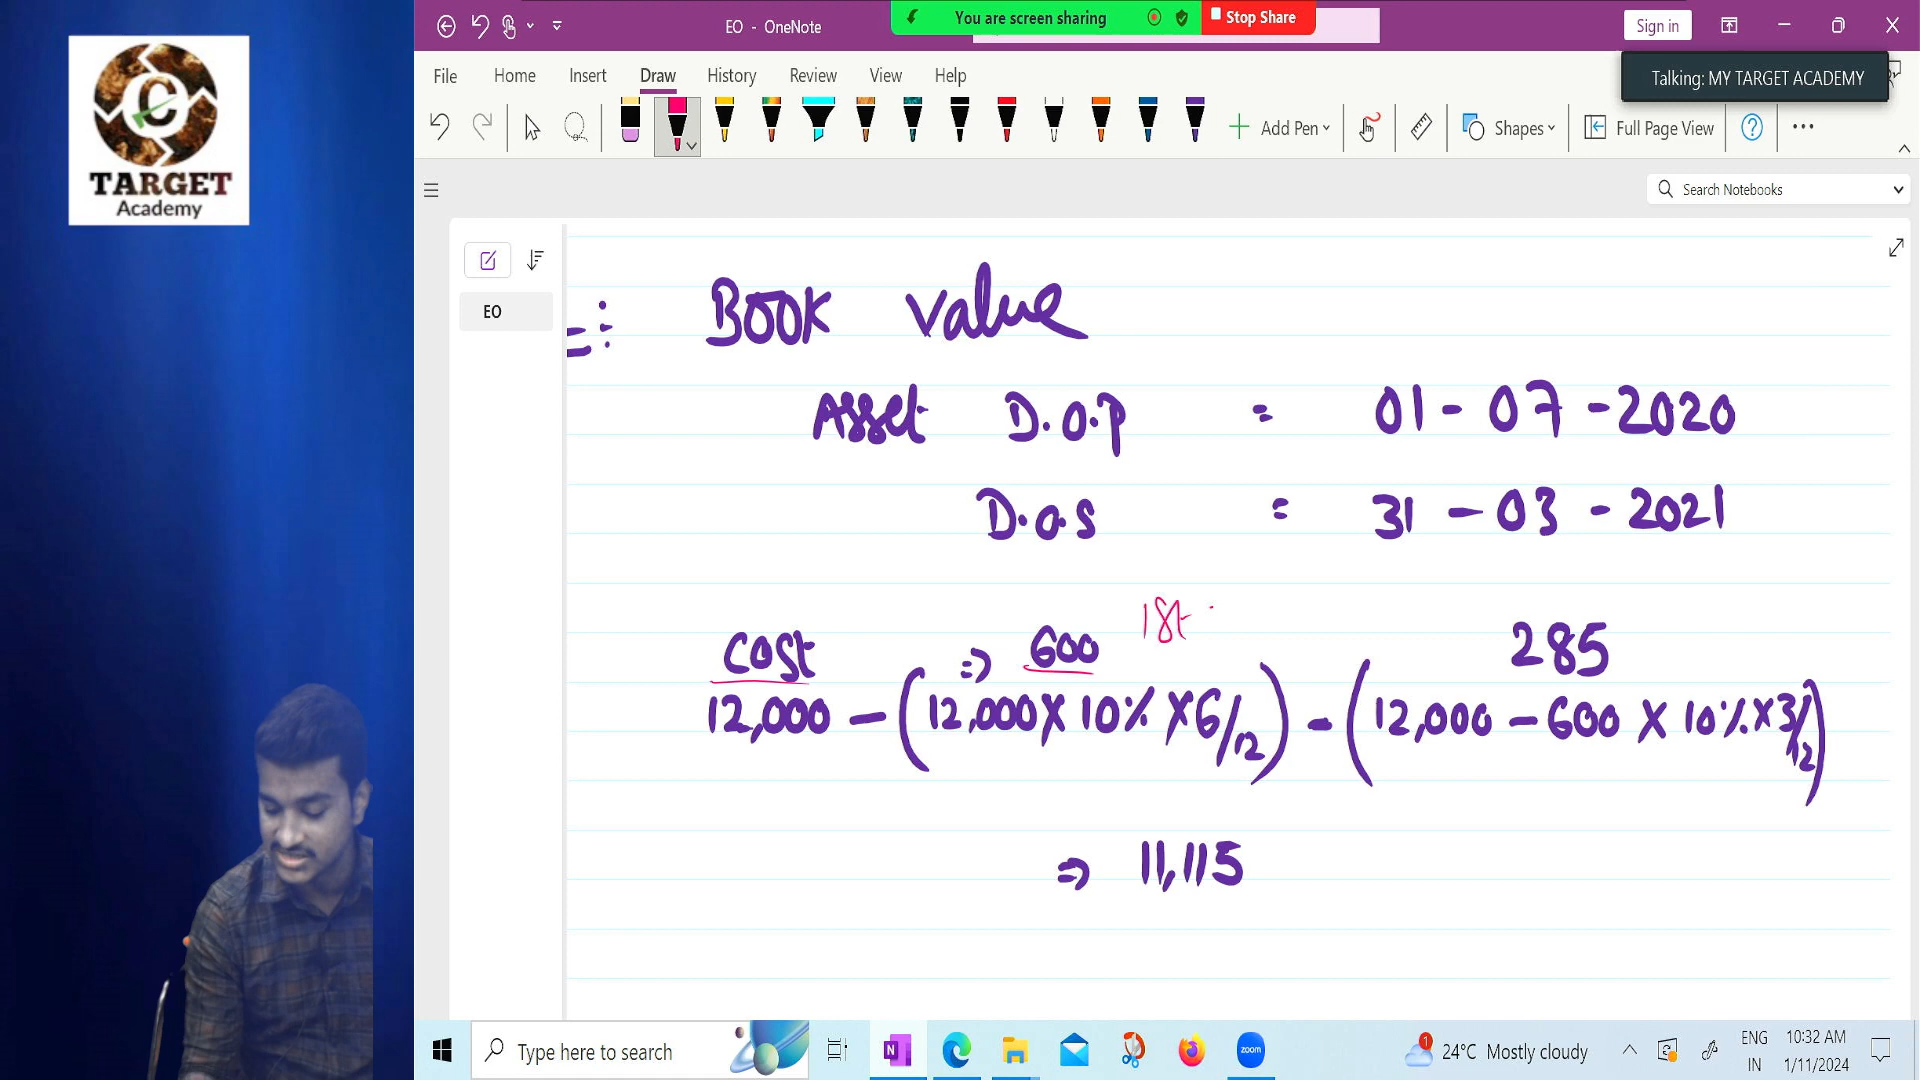 TARGET
Academy
EO - OneNote
You are screen sharing
Stop Share
Sign in
File Home Insert Draw History Review View Help
Talking: MY TARGET ACADEMY
Add Pen
Shapes
Full Page View
Search Notebooks
EO
=: BOOK Value
Asset D.O.P = 01-07-2020
D.O.S = 31-03-2021
Cost => 600 1st 285
12,000 - (12,000 X 10% X 6/12) - (12,000 - 600 X 10% X 3/12)
=> 11,115
Type here to search
zoom
1
24°C Mostly cloudy
ENG
IN
10:32 AM
1/11/2024